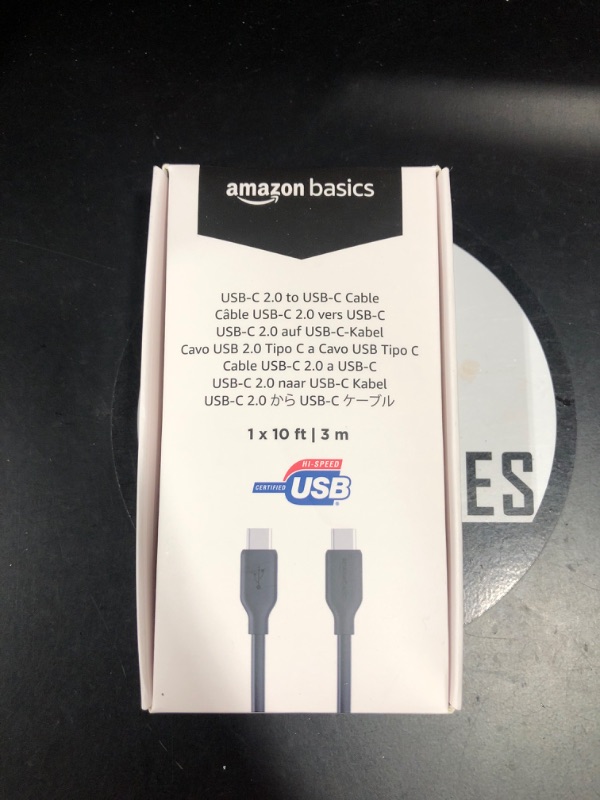 amazon basics
USB-C 2.0 to USB-C Cable
Câble USB-C 2.0 vers USB-C
USB-C 2.0 auf USB-C-Kabel
Cavo USB 2.0 Tipo C a Cavo USB Tipo C
Cable USB-C 2.0 a USB-C
USB-C 2.0 naar USB-C Kabel
USB-C 2.0 から USB-C ケーブル
1 x 10 ft | 3 m
HI-SPEED
CERTIFIED USB
ES